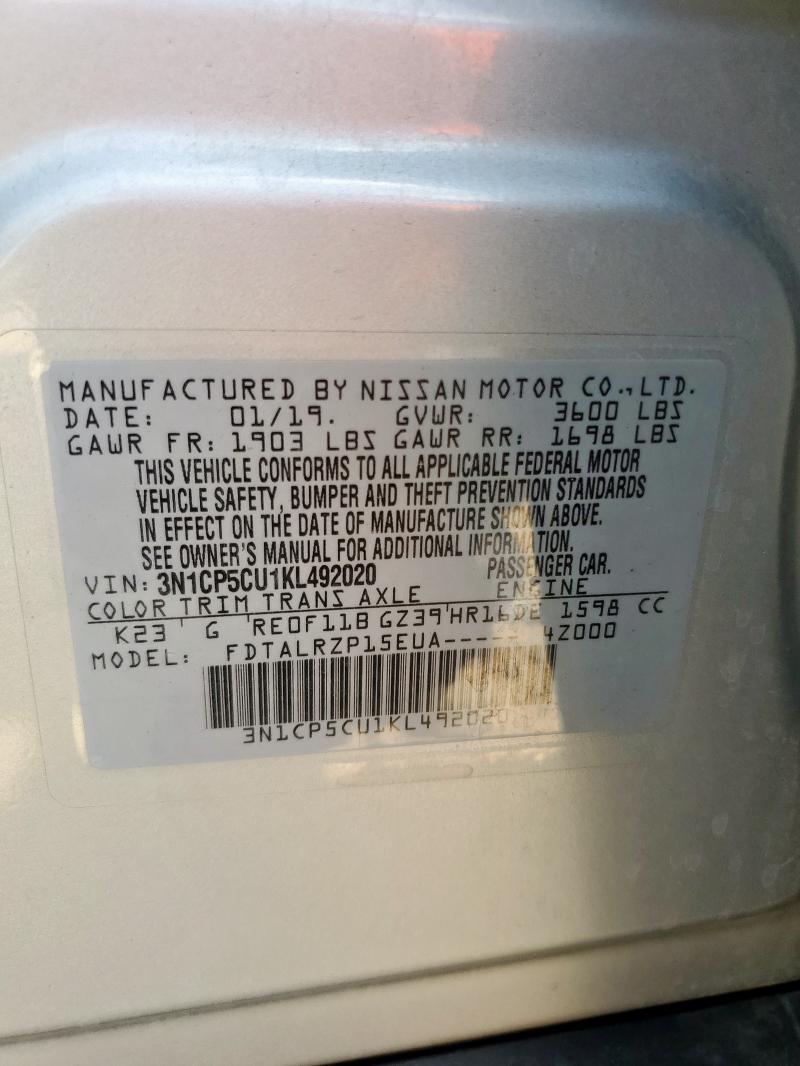 MANUFACTURED BY NISSAN MOTOR CO.,LTD.
DATE: 01/19. GVWR: 3600 LBS
GAWR FR: 1903 LBS GAWR RR: 1698 LBS
THIS VEHICLE CONFORMS TO ALL APPLICABLE FEDERAL MOTOR
VEHICLE SAFETY, BUMPER AND THEFT PREVENTION STANDARDS
IN EFFECT ON THE DATE OF MANUFACTURE SHOWN ABOVE.
SEE OWNER'S MANUAL FOR ADDITIONAL INFORMATION.
VIN: 3N1CP5CU1KL492020 PASSENGER CAR.
COLOR TRIM TRANS AXLE ENGINE
K23 G RE0F11B GZ39 HR16DE 1598 CC
MODEL: FDTALRZP15EUA----- 4Z000
3N1CP5CU1KL492020